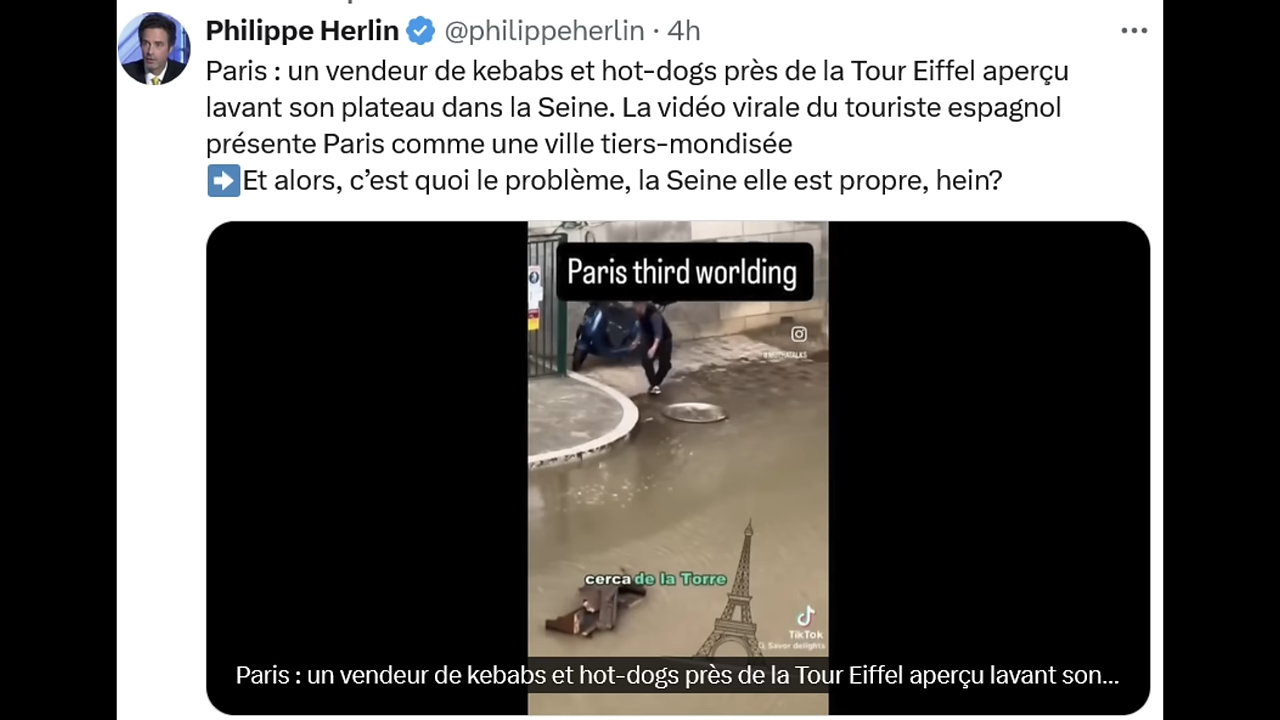 Philippe Herlin @philippeherlin · 4h
Paris : un vendeur de kebabs et hot-dogs près de la Tour Eiffel aperçu
lavant son plateau dans la Seine. La vidéo virale du touriste espagnol
présente Paris comme une ville tiers-mondisée
➡️Et alors, c’est quoi le problème, la Seine elle est propre, hein?
Paris third worlding
cerca de la Torre
TikTok
Savor delights
Paris : un vendeur de kebabs et hot-dogs près de la Tour Eiffel aperçu lavant son...